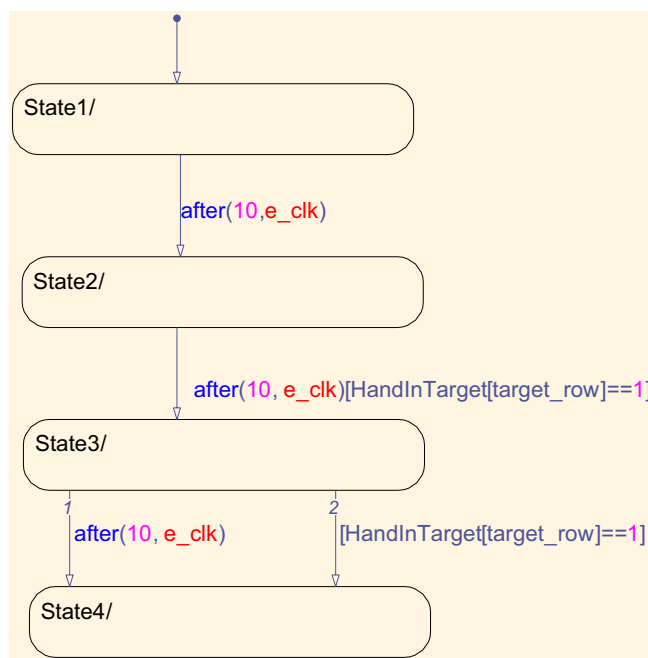 State1/
after(10,e_clk)
State2/
after(10, e_clk)[HandInTarget[target_row]==1]
State3/
1 2
after(10, e_clk) [HandInTarget[target_row]==1]
State4/